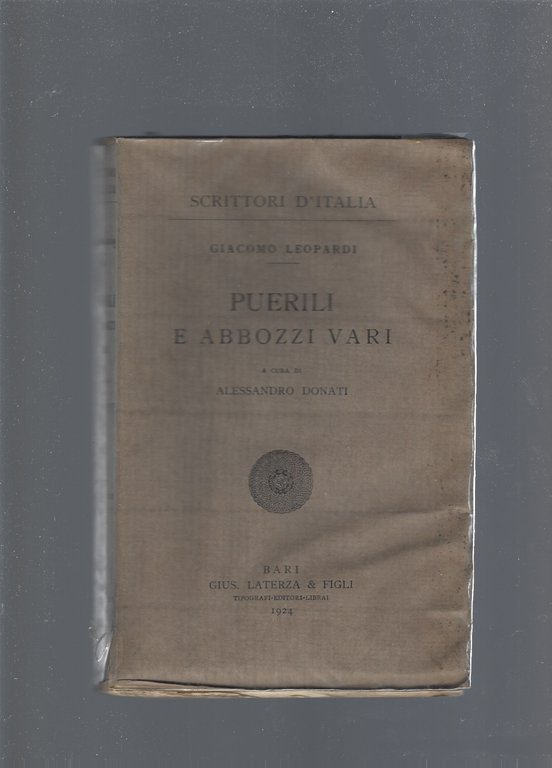 SCRITTORI D'ITALIA
GIACOMO LEOPARDI
PUERILI
E ABBOZZI VARI
A CURA DI
ALESSANDRO DONATI
BARI
GIUS. LATERZA & FIGLI
TIPOGRAFI-EDITORI-LIBRAI
1924